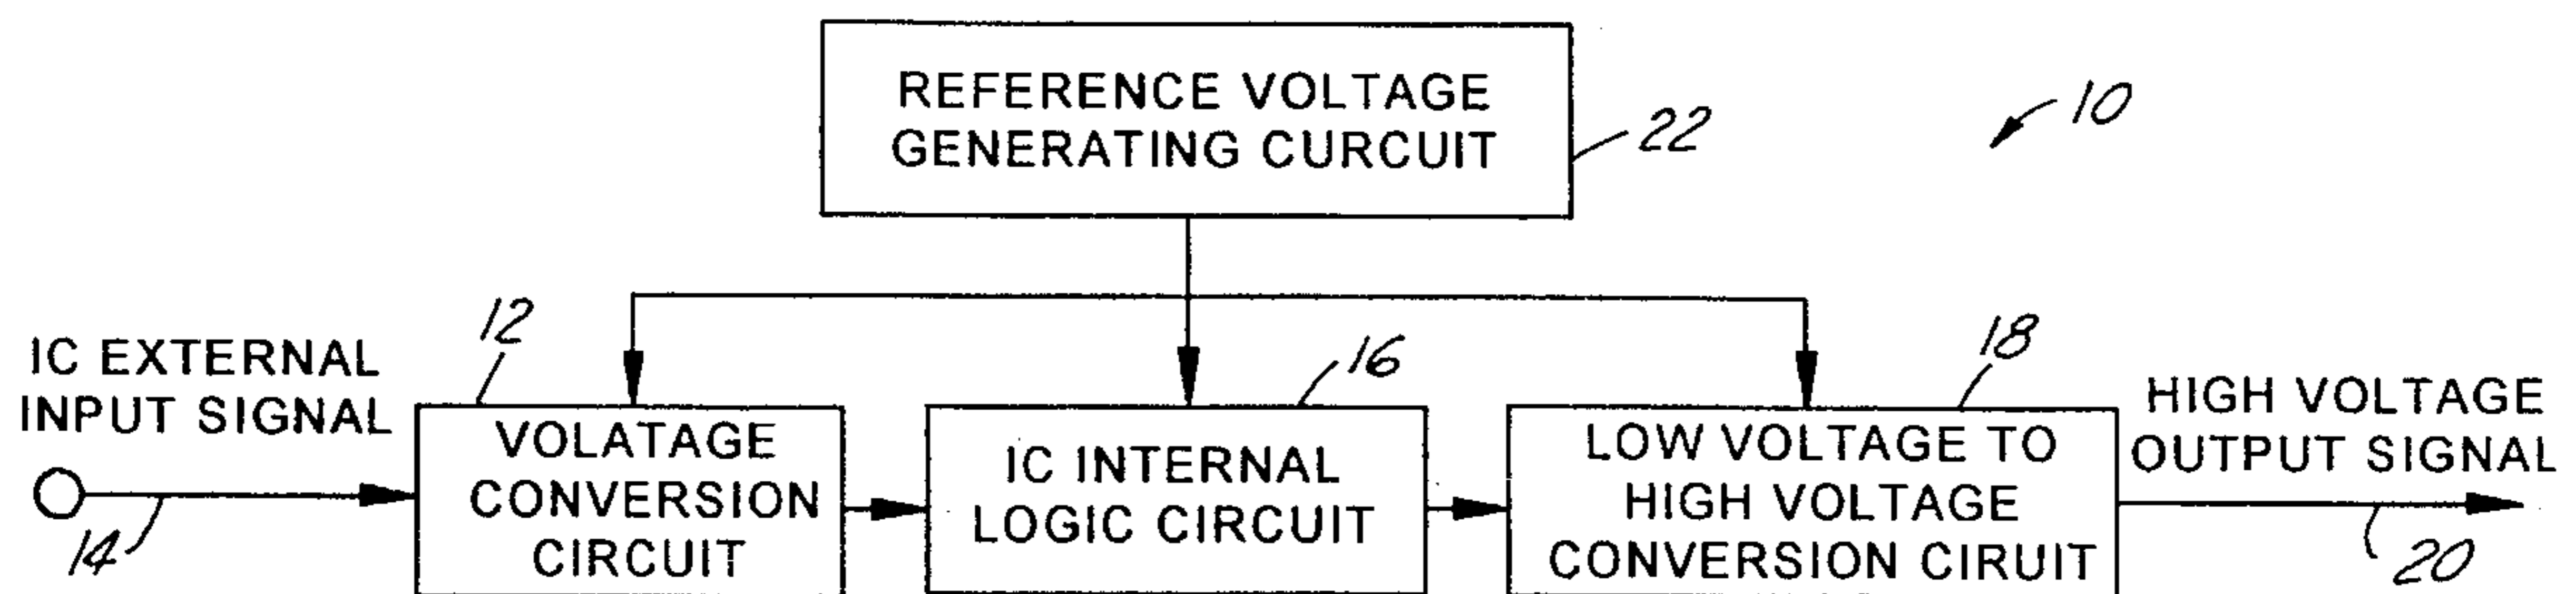 REFERENCE VOLTAGE
GENERATING CURCUIT
22
10
IC EXTERNAL
INPUT SIGNAL
14
12
VOLATAGE
CONVERSION
CIRCUIT
16
IC INTERNAL
LOGIC CIRCUIT
18
LOW VOLTAGE TO
HIGH VOLTAGE
CONVERSION CIRUIT
HIGH VOLTAGE
OUTPUT SIGNAL
20